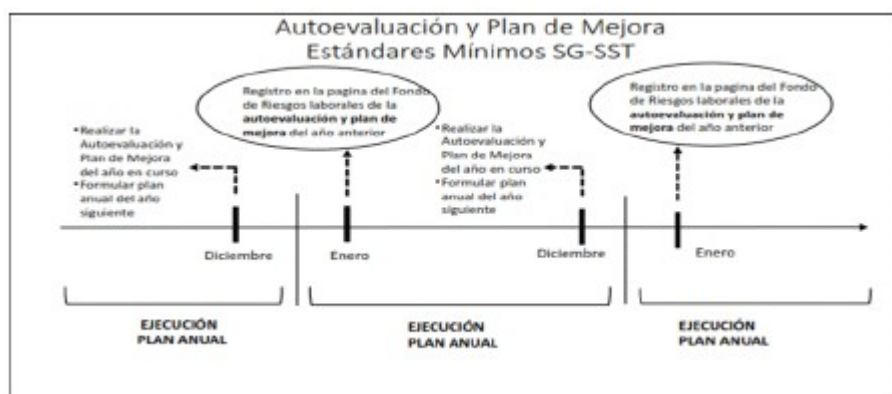 Autoevaluación y Plan de Mejora
Estándares Mínimos SG-SST
Registro en la pagina del Fondo
de Riesgos laborales de la
autoevaluación y plan de
mejora del año anterior
•Realizar la
Autoevaluación y
Plan de Mejora
del año en curso
•Formular plan
anual del año
siguiente
Registro en la pagina del Fondo
de Riesgos laborales de la
autoevaluación y plan de
mejora del año anterior
•Realizar la
Autoevaluación y
Plan de Mejora
del año en curso
•Formular plan
anual del año
siguiente
Diciembre
Enero
Diciembre
Enero
EJECUCIÓN
PLAN ANUAL
EJECUCIÓN
PLAN ANUAL
EJECUCIÓN
PLAN ANUAL